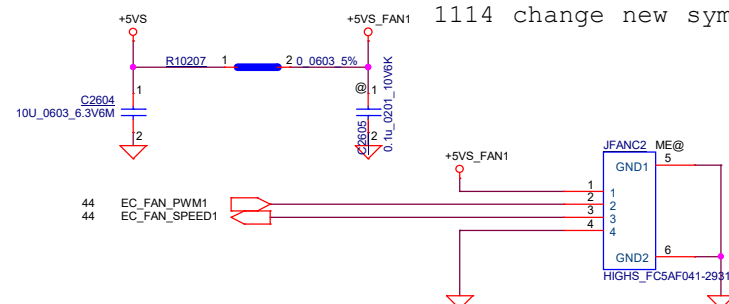 +5VS
+5VS_FAN1
1114 change new sym
R10207
1
2
0_0603_5%
C2604
10U_0603_6.3V6M
1
2
@
1
2
C2605
0.1u_0201_10V6K
+5VS_FAN1
JFANC2
ME@
GND1
5
1
1
44
EC_FAN_PWM1
2
2
44
EC_FAN_SPEED1
3
3
4
4
GND2
6
HIGHS_FC5AF041-2931